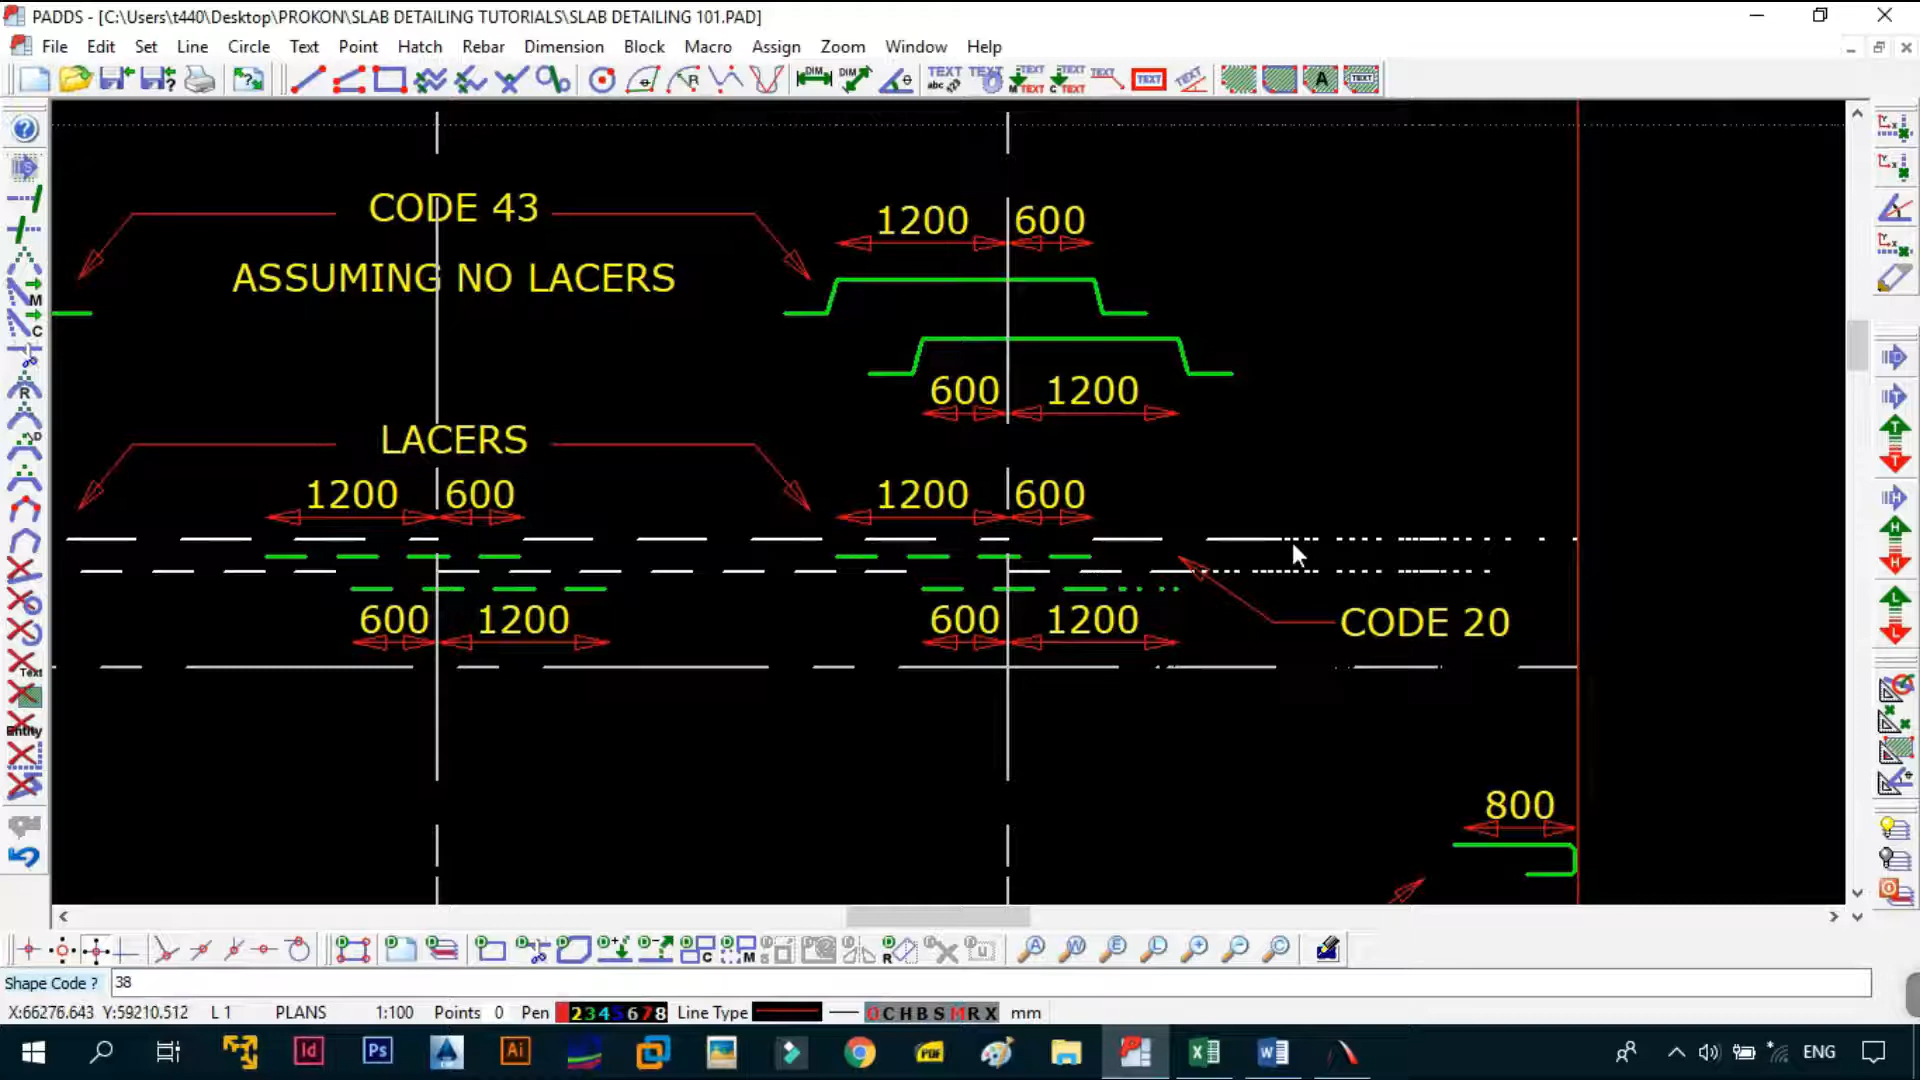 PADDS - [C:\Users\t440\Desktop\PROKON\SLAB DETAILING TUTORIALS\SLAB DETAILING 101.PAD]
File Edit Set Line Circle Text Point Hatch Rebar Dimension Block Macro Assign Zoom Window Help
CODE 43
ASSUMING NO LACERS
1200 600
600 1200
LACERS
1200 600 1200 600
600 1200 600 1200
CODE 20
800
Shape Code ? 38
X:66276.643 Y:59210.512 L 1 PLANS 1:100 Points 0 Pen 2345678 Line Type O C H B S M R X mm
ENG